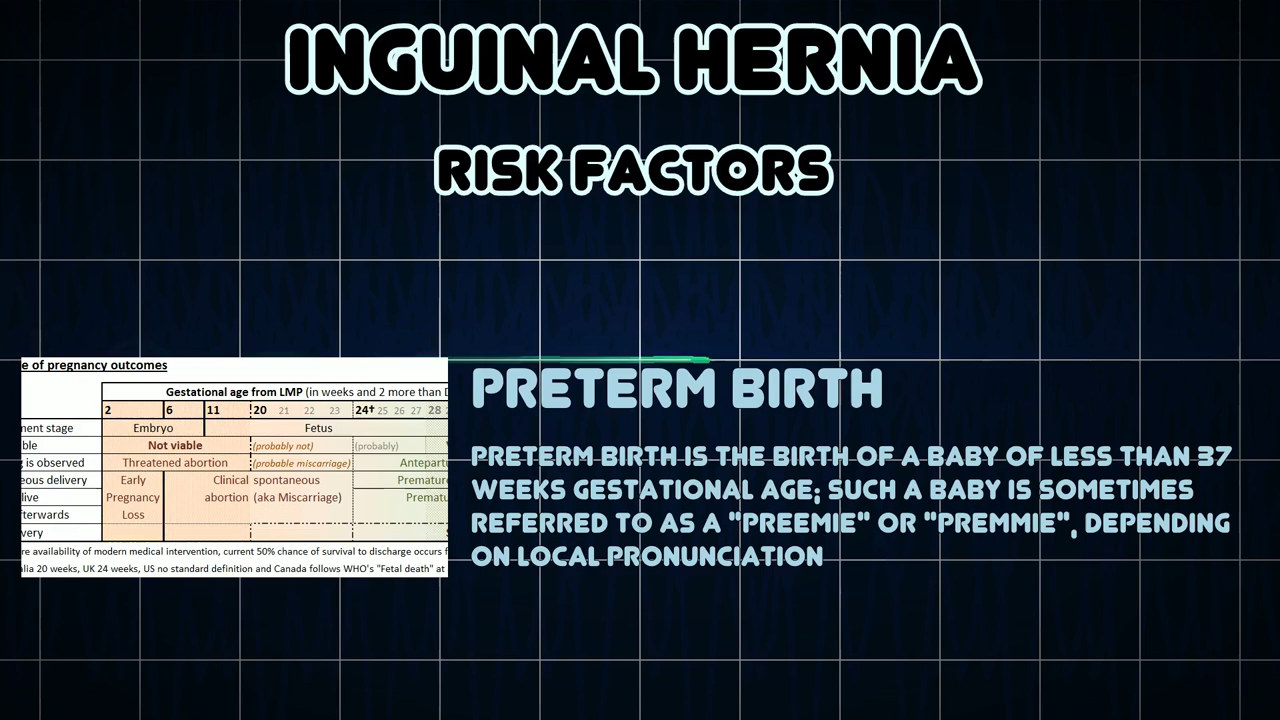 INGUINAL HERNIA
RISK FACTORS
e of pregnancy outcomes
Gestational age from LMP (in weeks and 2 more than
2 6 11 20 21 22 23 24† 25 26 27 28
ment stage Embryo Fetus
ble Not viable (probably not) (probably)
g is observed Threatened abortion (probable miscarriage) Antepart
eous delivery Early Clinical spontaneous Premature
live Pregnancy abortion (aka Miscarriage) Premat
fterwards Loss
very
re availability of modern medical intervention, current 50% chance of survival to discharge occurs f
lia 20 weeks, UK 24 weeks, US no standard definition and Canada follows WHO's "Fetal death" at
PRETERM BIRTH
PRETERM BIRTH IS THE BIRTH OF A BABY OF LESS THAN 37
WEEKS GESTATIONAL AGE; SUCH A BABY IS SOMETIMES
REFERRED TO AS A "PREEMIE" OR "PREMMIE", DEPENDING
ON LOCAL PRONUNCIATION